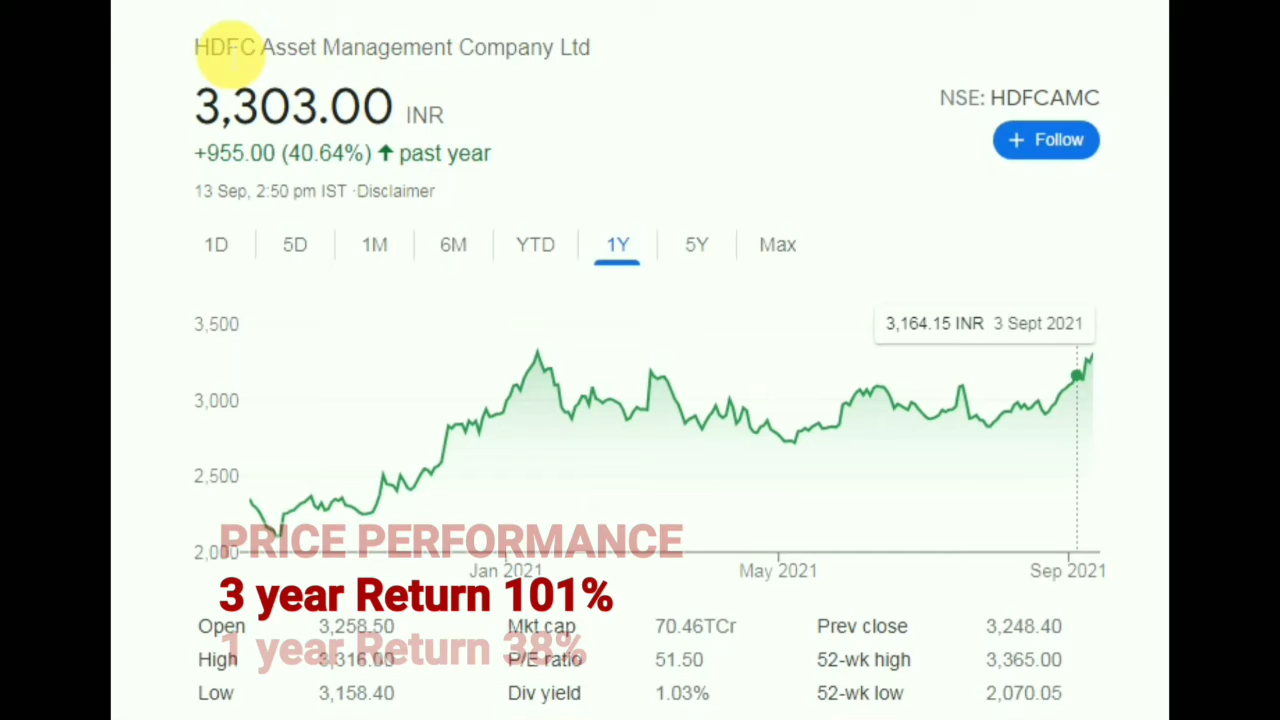 HDFC Asset Management Company Ltd
3,303.00 INR
NSE: HDFCAMC
+ Follow
+955.00 (40.64%) ↑ past year
13 Sep, 2:50 pm IST ·Disclaimer
1D 5D 1M 6M YTD 1Y 5Y Max
3,164.15 INR 3 Sept 2021
3,500
3,000
2,500
2,000
Jan 2021 May 2021 Sep 2021
PRICE PERFORMANCE
3 year Return 101%
1 year Return 38%
Open 3,258.50 Mkt cap 70.46TCr Prev close 3,248.40
High 3,316.00 P/E ratio 51.50 52-wk high 3,365.00
Low 3,158.40 Div yield 1.03% 52-wk low 2,070.05